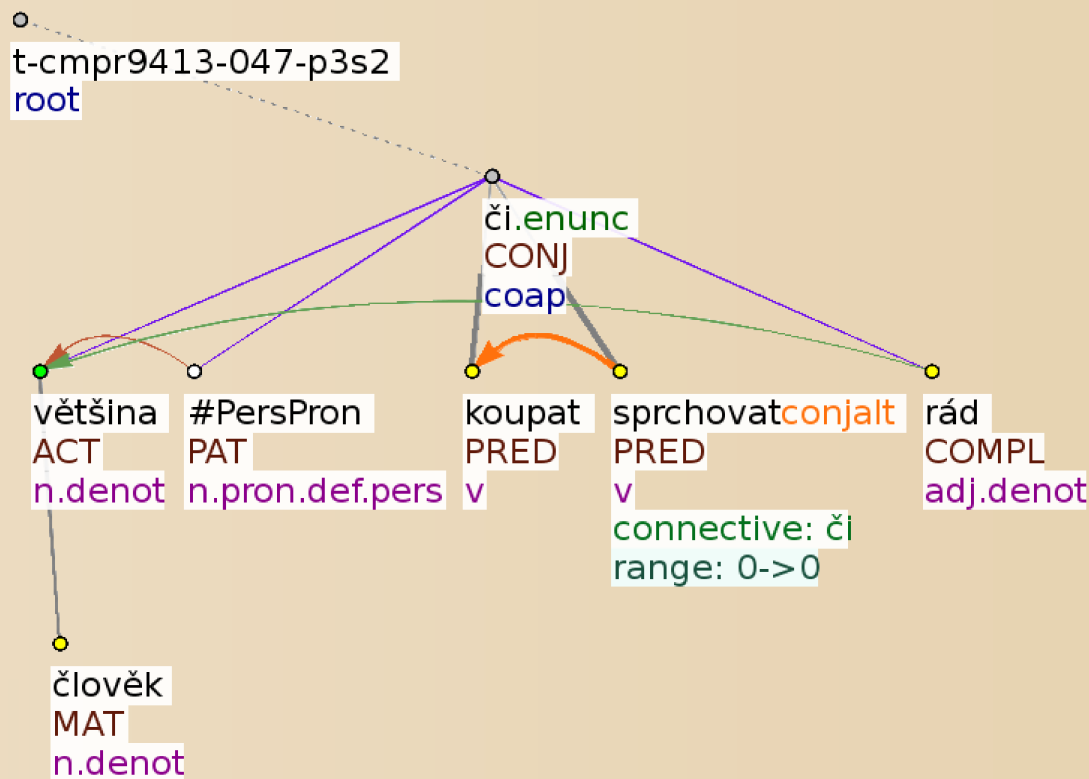 t-cmpr9413-047-p3s2
root
či.enunc
CONJ
coap
většina
ACT
n.denot
#PersPron
PAT
n.pron.def.pers
koupat
PRED
v
sprchovatconjalt
PRED
v
connective: či
range: 0->0
rád
COMPL
adj.denot
člověk
MAT
n.denot